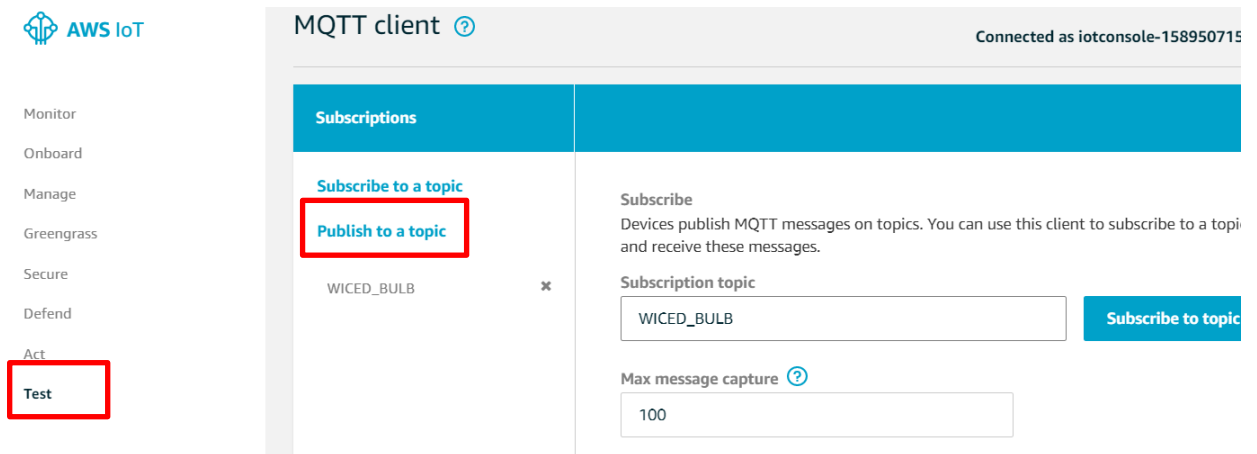 AWS IoT
MQTT client ?
Connected as iotconsole-158950715
Monitor
Onboard
Manage
Greengrass
Secure
Defend
Act
Test
Subscriptions
Subscribe to a topic
Publish to a topic
WICED_BULB ×
Subscribe
Devices publish MQTT messages on topics. You can use this client to subscribe to a topic
and receive these messages.
Subscription topic
WICED_BULB
Subscribe to topic
Max message capture ?
100